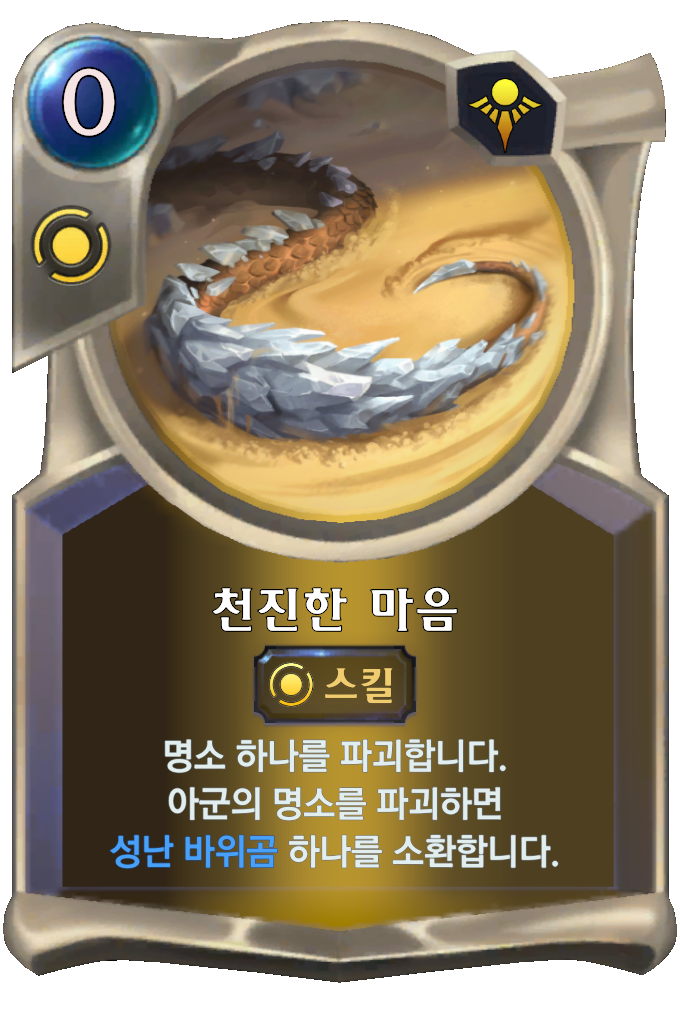 0
천진한 마음
스킬
명소 하나를 파괴합니다.
아군의 명소를 파괴하면
성난 바위곰 하나를 소환합니다.